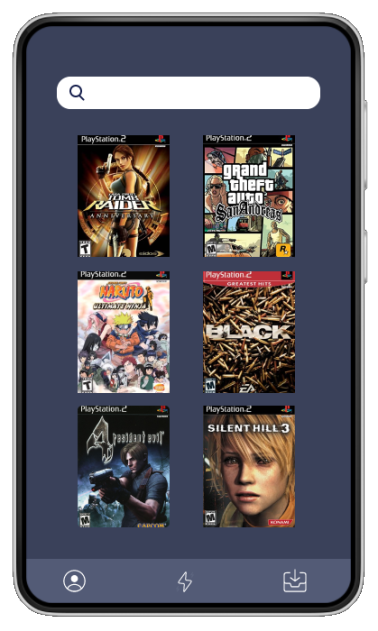 PlayStation.2
TOMB
RAIDER
ANNIVERSARY
T
eidos
PlayStation.2
grand
theft
auto
San Andreas
M
R
PlayStation.2
NARUTO
ULTIMATE NINJA
T
PlayStation.2
GREATEST HITS
BLACK
M
EA
PlayStation.2
4
resident evil
M
CAPCOM
PlayStation.2
SILENT HILL 3
M
KONAMI